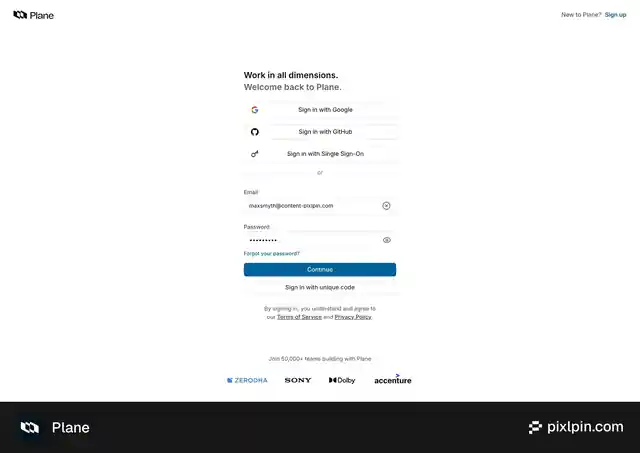 Plane
New to Plane? Sign up
Work in all dimensions.
Welcome back to Plane.
Sign in with Google
Sign in with GitHub
Sign in with Single Sign-On
or
Email
maxsmyth@content-pixlpin.com
Password
•••••••••
Forgot your password?
Continue
Sign in with unique code
By signing in, you understand and agree to
our Terms of Service and Privacy Policy
Join 50,000+ teams building with Plane
ZERODHA SONY Dolby accenture
Plane
pixlpin.com